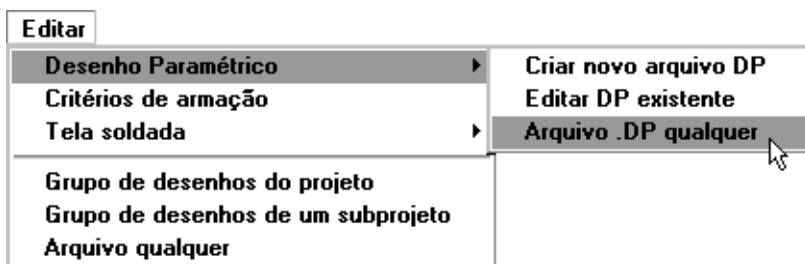 Editar
Desenho Paramétrico
Critérios de armação
Tela soldada
Grupo de desenhos do projeto
Grupo de desenhos de um subprojeto
Arquivo qualquer
Criar novo arquivo DP
Editar DP existente
Arquivo .DP qualquer